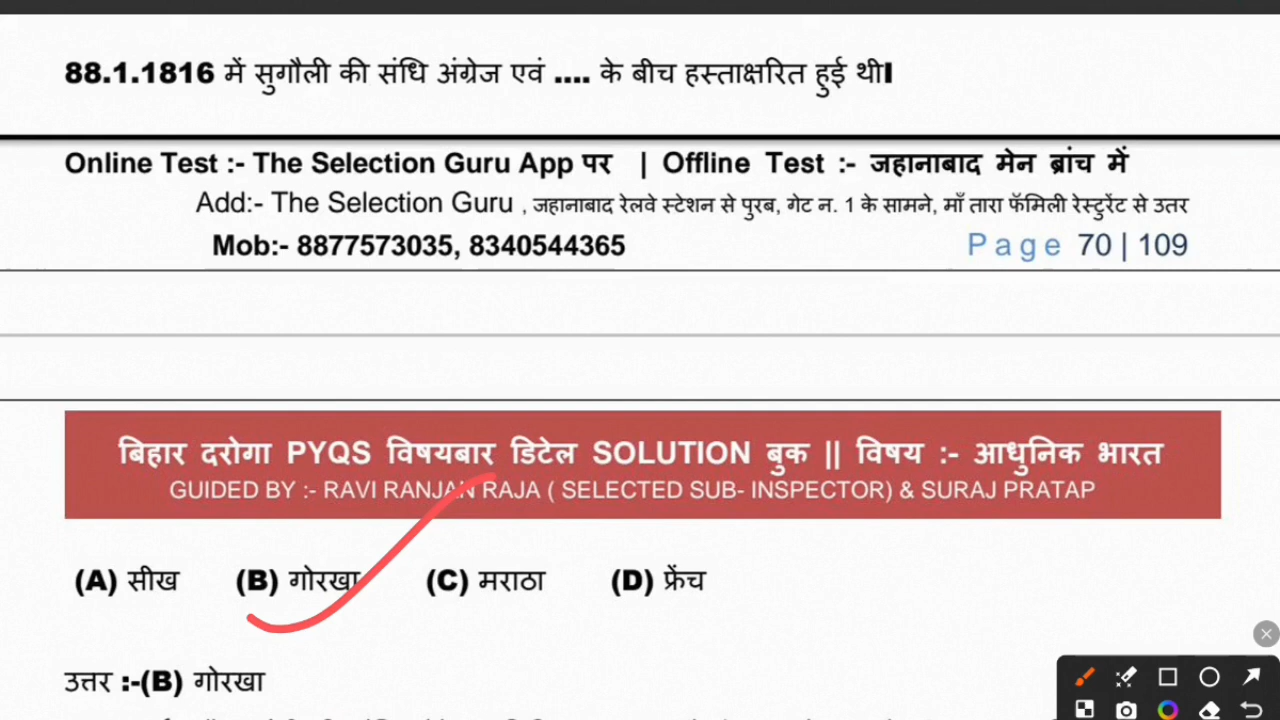 88.1.1816 में सुगौली की संधि अंग्रेज एवं .... के बीच हस्ताक्षरित हुई थी।
Online Test :- The Selection Guru App पर | Offline Test :- जहानाबाद मेन ब्रांच में
Add:- The Selection Guru , जहानाबाद रेलवे स्टेशन से पुरब, गेट न. 1 के सामने, माँ तारा फॅमिली रेस्टुरेंट से उतर
Mob:- 8877573035, 8340544365 Page 70 | 109
बिहार दरोगा PYQS विषयबार डिटेल SOLUTION बुक || विषय :- आधुनिक भारत
GUIDED BY :- RAVI RANJAN RAJA ( SELECTED SUB- INSPECTOR) & SURAJ PRATAP
(A) सीख (B) गोरखा (C) मराठा (D) फ्रेंच
उत्तर :-(B) गोरखा